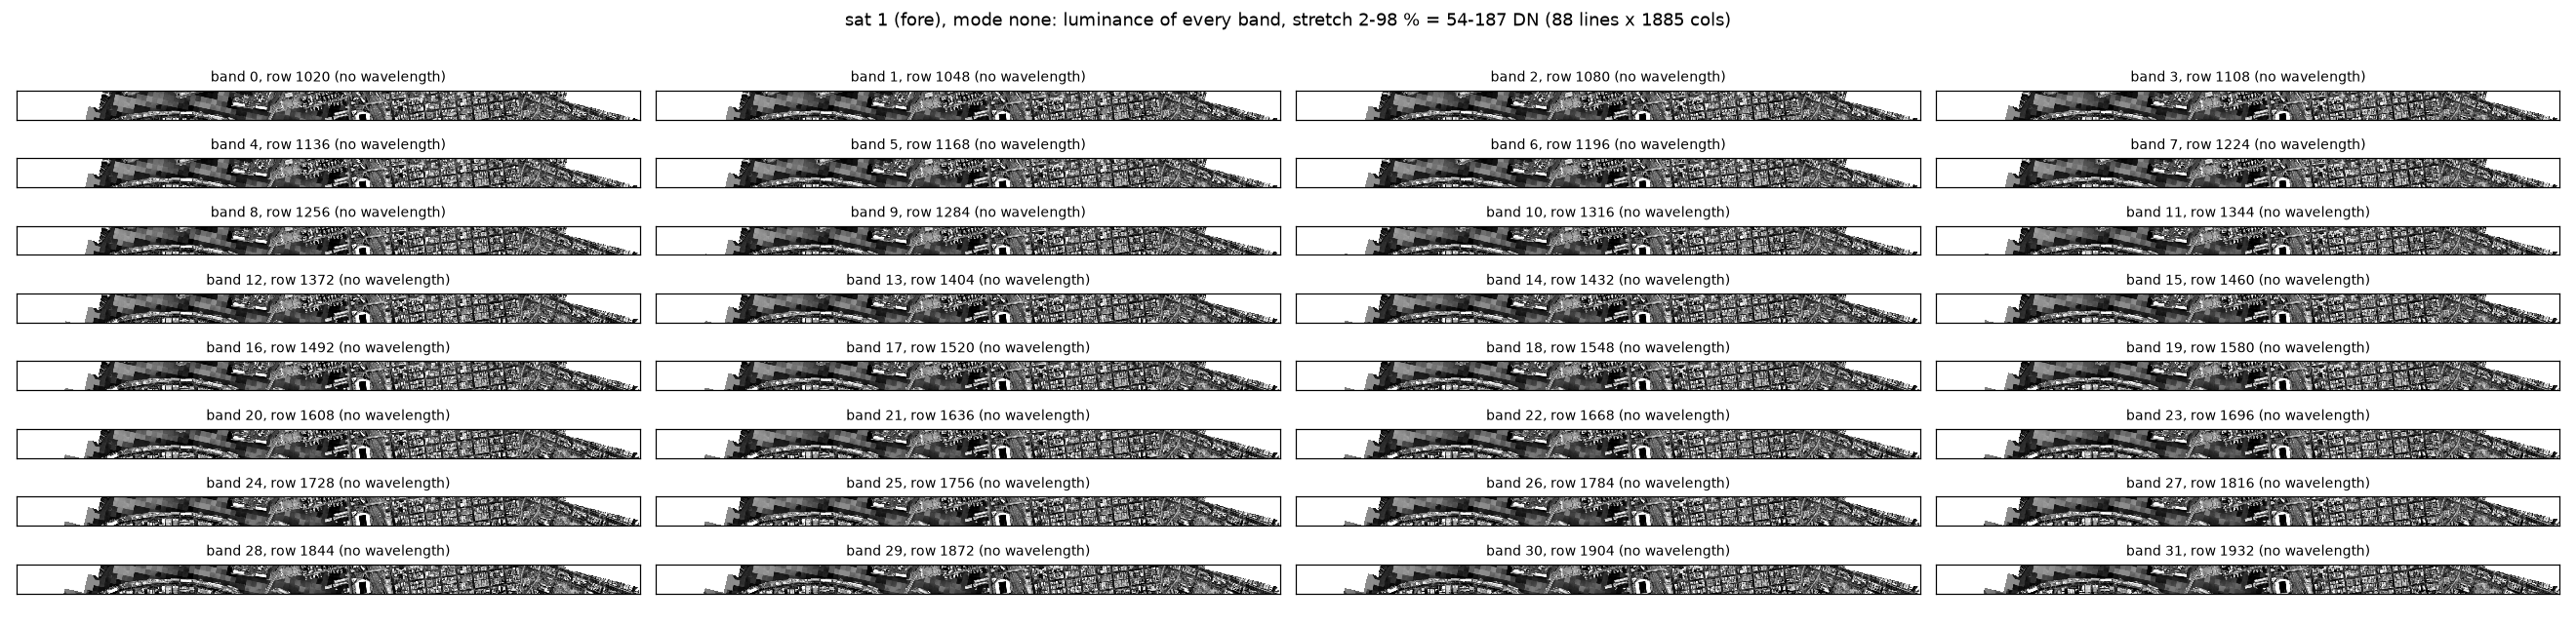 sat 1 (fore), mode none: luminance of every band, stretch 2-98 % = 54-187 DN (88 lines x 1885 cols)
band 0, row 1020 (no wavelength)
band 1, row 1048 (no wavelength)
band 2, row 1080 (no wavelength)
band 3, row 1108 (no wavelength)
band 4, row 1136 (no wavelength)
band 5, row 1168 (no wavelength)
band 6, row 1196 (no wavelength)
band 7, row 1224 (no wavelength)
band 8, row 1256 (no wavelength)
band 9, row 1284 (no wavelength)
band 10, row 1316 (no wavelength)
band 11, row 1344 (no wavelength)
band 12, row 1372 (no wavelength)
band 13, row 1404 (no wavelength)
band 14, row 1432 (no wavelength)
band 15, row 1460 (no wavelength)
band 16, row 1492 (no wavelength)
band 17, row 1520 (no wavelength)
band 18, row 1548 (no wavelength)
band 19, row 1580 (no wavelength)
band 20, row 1608 (no wavelength)
band 21, row 1636 (no wavelength)
band 22, row 1668 (no wavelength)
band 23, row 1696 (no wavelength)
band 24, row 1728 (no wavelength)
band 25, row 1756 (no wavelength)
band 26, row 1784 (no wavelength)
band 27, row 1816 (no wavelength)
band 28, row 1844 (no wavelength)
band 29, row 1872 (no wavelength)
band 30, row 1904 (no wavelength)
band 31, row 1932 (no wavelength)